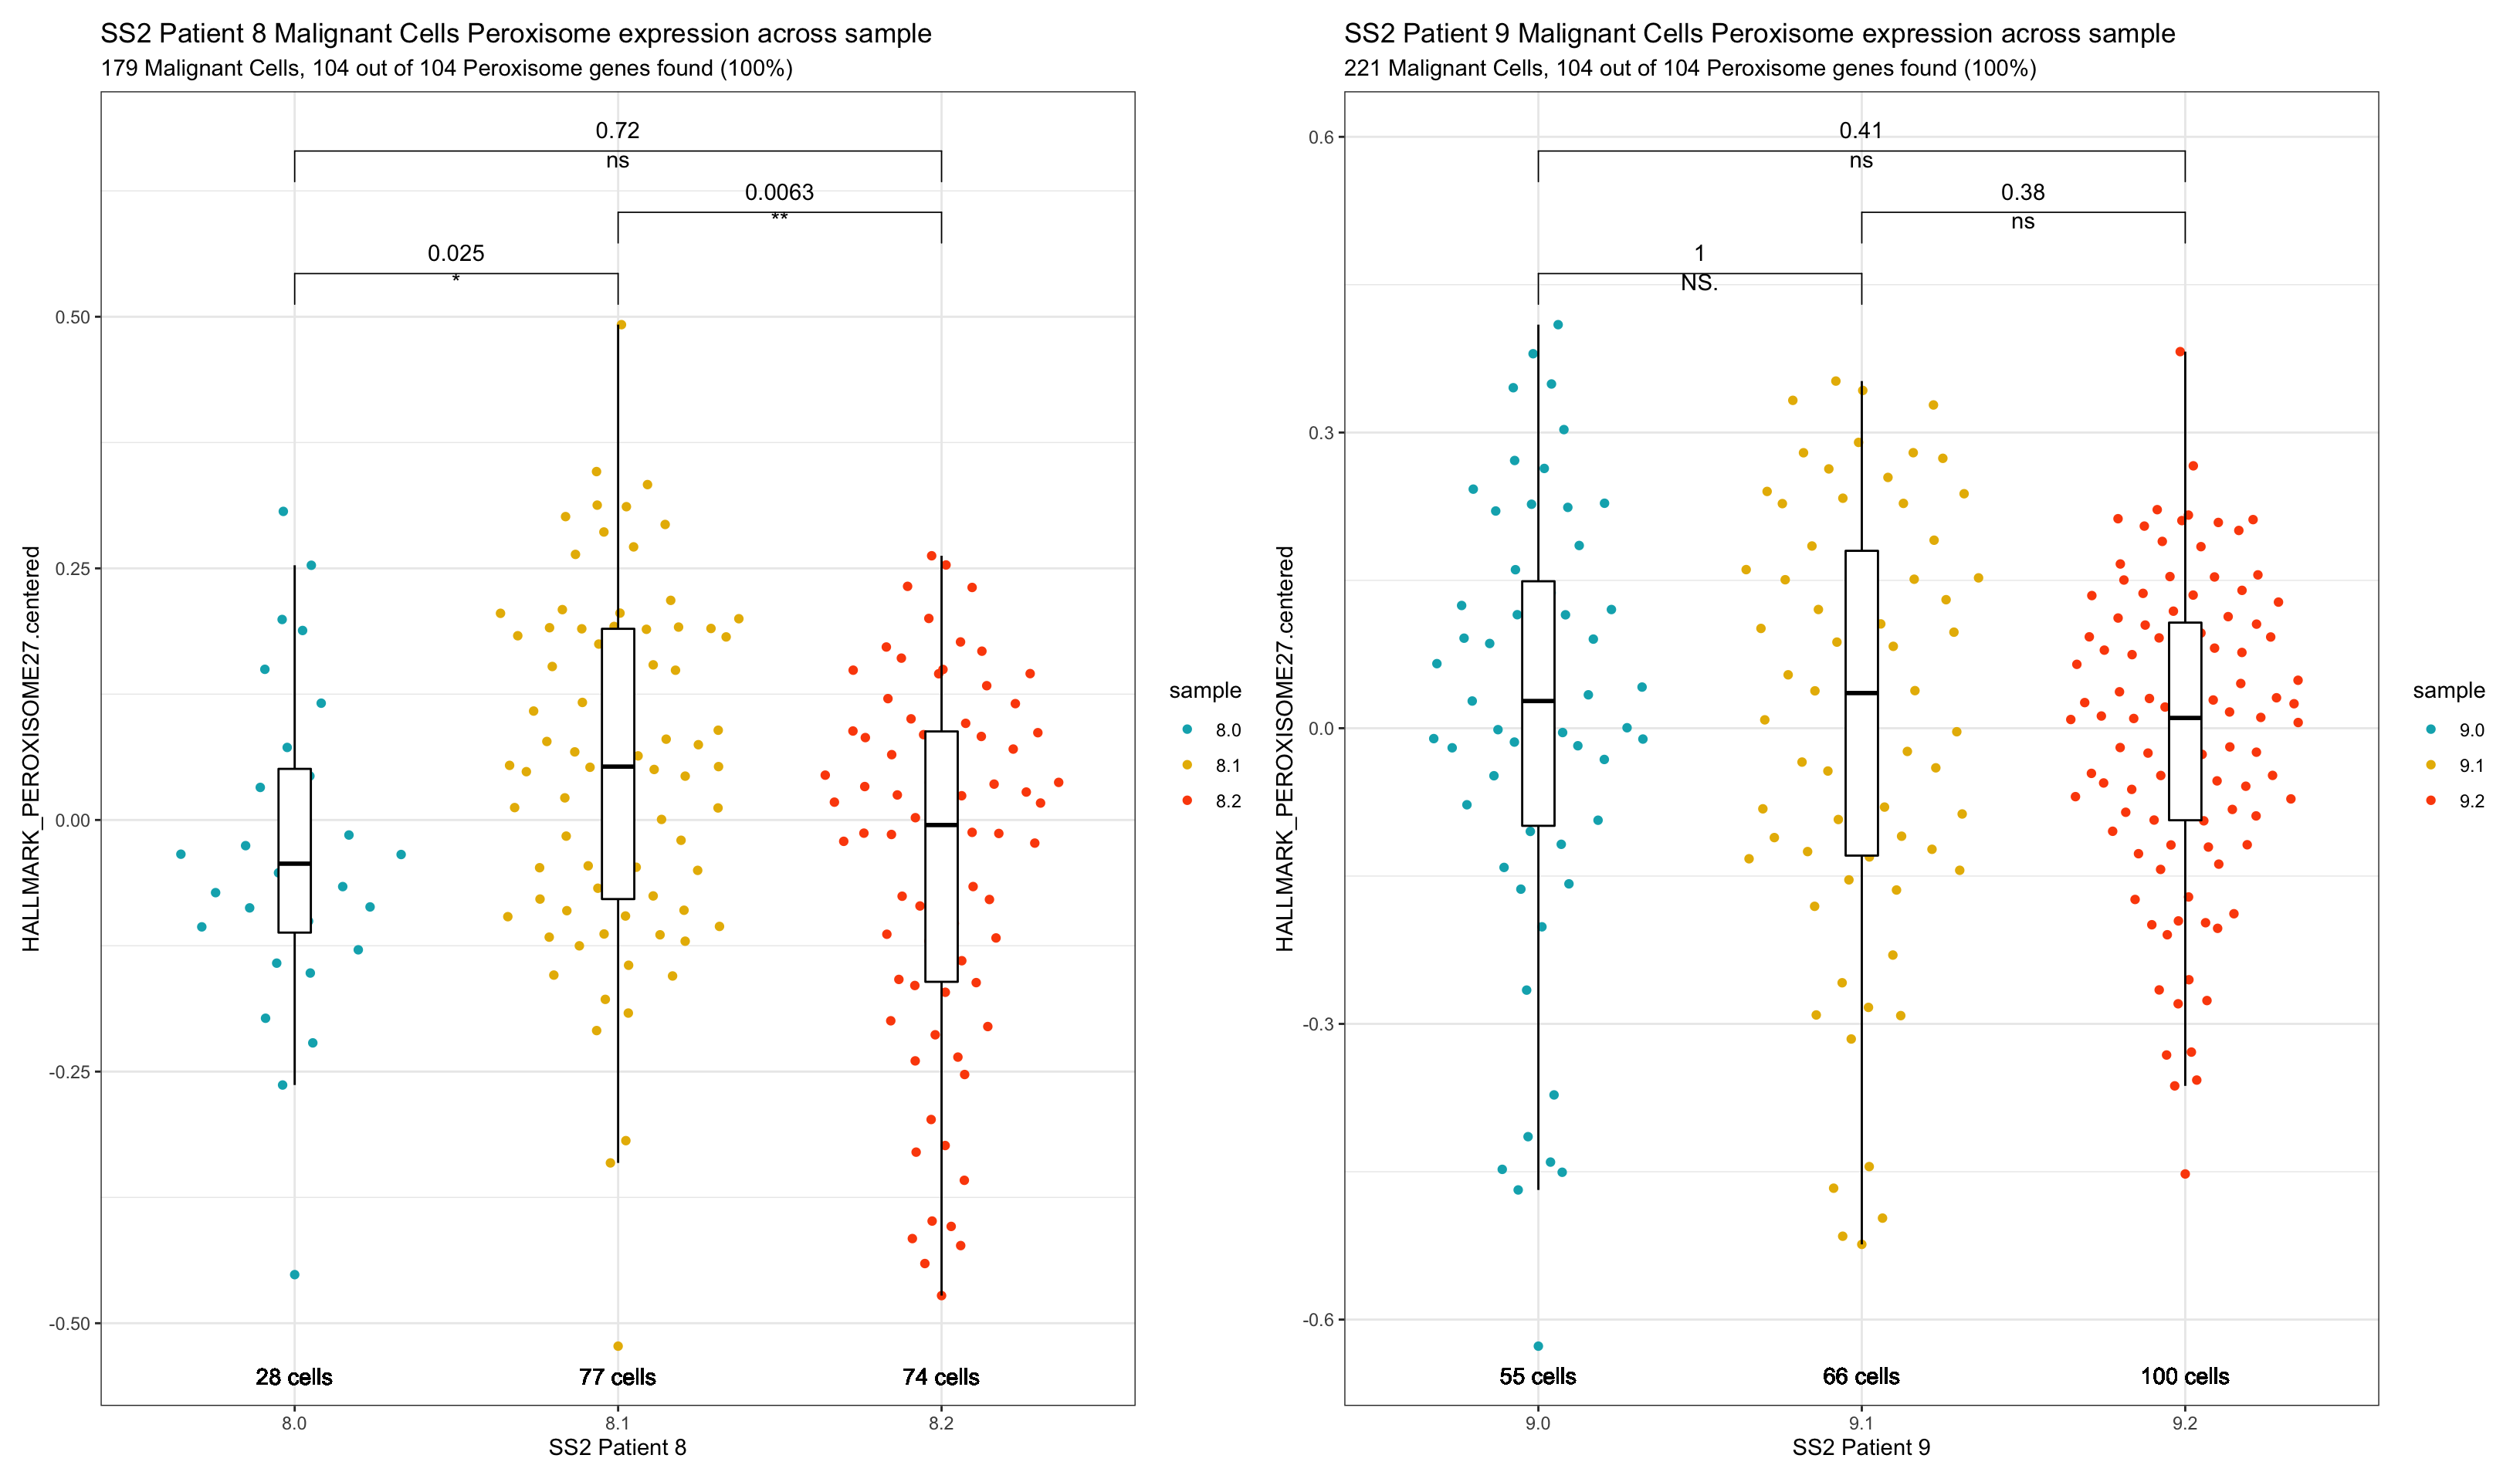 SS2 Patient 8 Malignant Cells Peroxisome expression across sample
179 Malignant Cells, 104 out of 104 Peroxisome genes found (100%)
0.72
ns
0.0063
**
0.025
*
0.50
0.25
0.00
-0.25
-0.50
HALLMARK_PEROXISOME27.centered
28 cells
77 cells
74 cells
8.0
8.1
8.2
SS2 Patient 8
sample
8.0
8.1
8.2
SS2 Patient 9 Malignant Cells Peroxisome expression across sample
221 Malignant Cells, 104 out of 104 Peroxisome genes found (100%)
0.41
ns
0.38
ns
1
NS.
0.6
0.3
0.0
-0.3
-0.6
HALLMARK_PEROXISOME27.centered
55 cells
66 cells
100 cells
9.0
9.1
9.2
SS2 Patient 9
sample
9.0
9.1
9.2